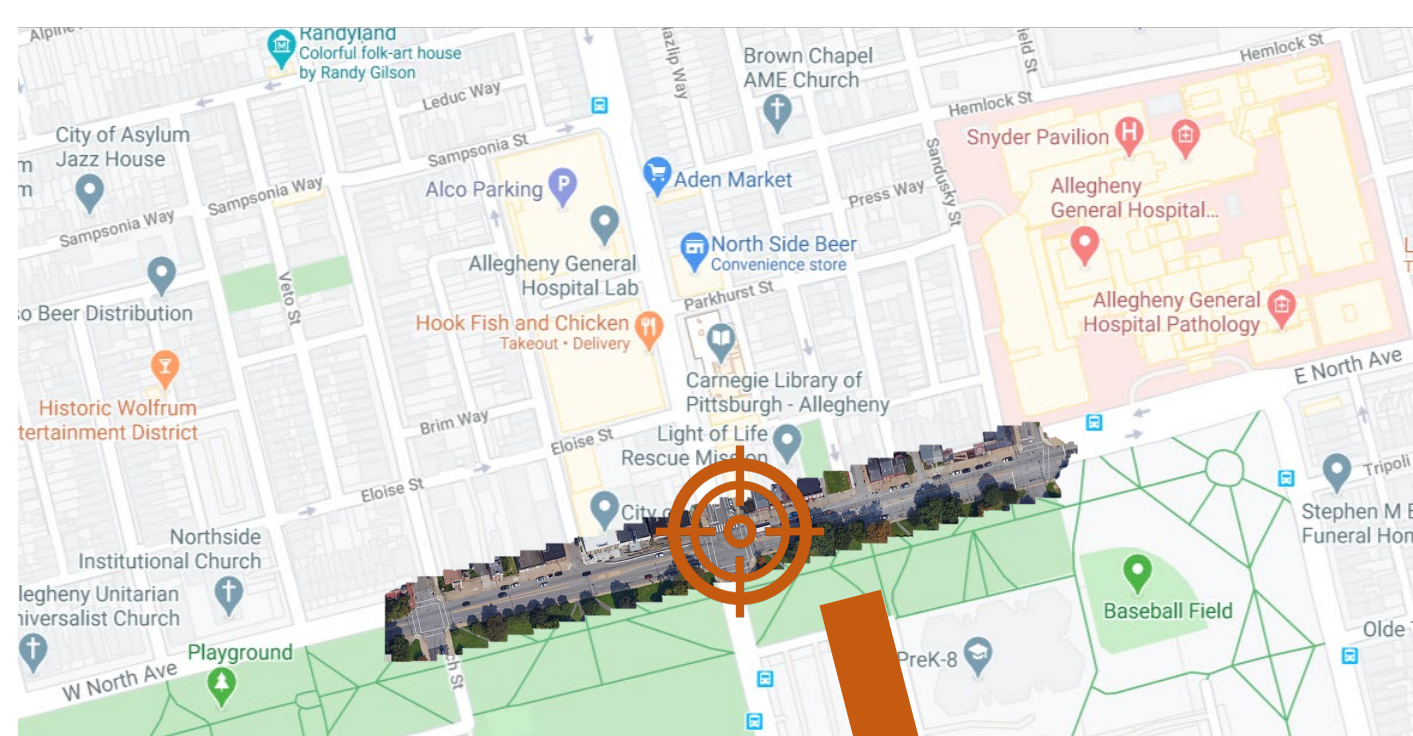 Randyland
Colorful folk-art house
by Randy Gilson
Brown Chapel
AME Church
Hemlock St
Leduc Way
Hemlock St
City of Asylum
Jazz House
Sampsonia St
Snyder Pavilion
H
Alco Parking
P
Aden Market
Sandusky St
Press Way
Allegheny
General Hospital...
Sampsonia Way
Sampsonia Way
North Side Beer
Convenience store
Allegheny General
Hospital Lab
Veto St
Parkhurst St
Beer Distribution
Allegheny General
Hospital Pathology
Hook Fish and Chicken
Takeout • Delivery
E North Ave
Carnegie Library of
Pittsburgh - Allegheny
Historic Wolfrum
tertainment District
Brim Way
Eloise St
Light of Life
Rescue Mission
Tripoli
Eloise St
City
Stephen M
Funeral Hon
Northside
Institutional Church
legheny Unitarian
niversalist Church
Baseball Field
Olde
Playground
PreK-8
W North Ave
ch St